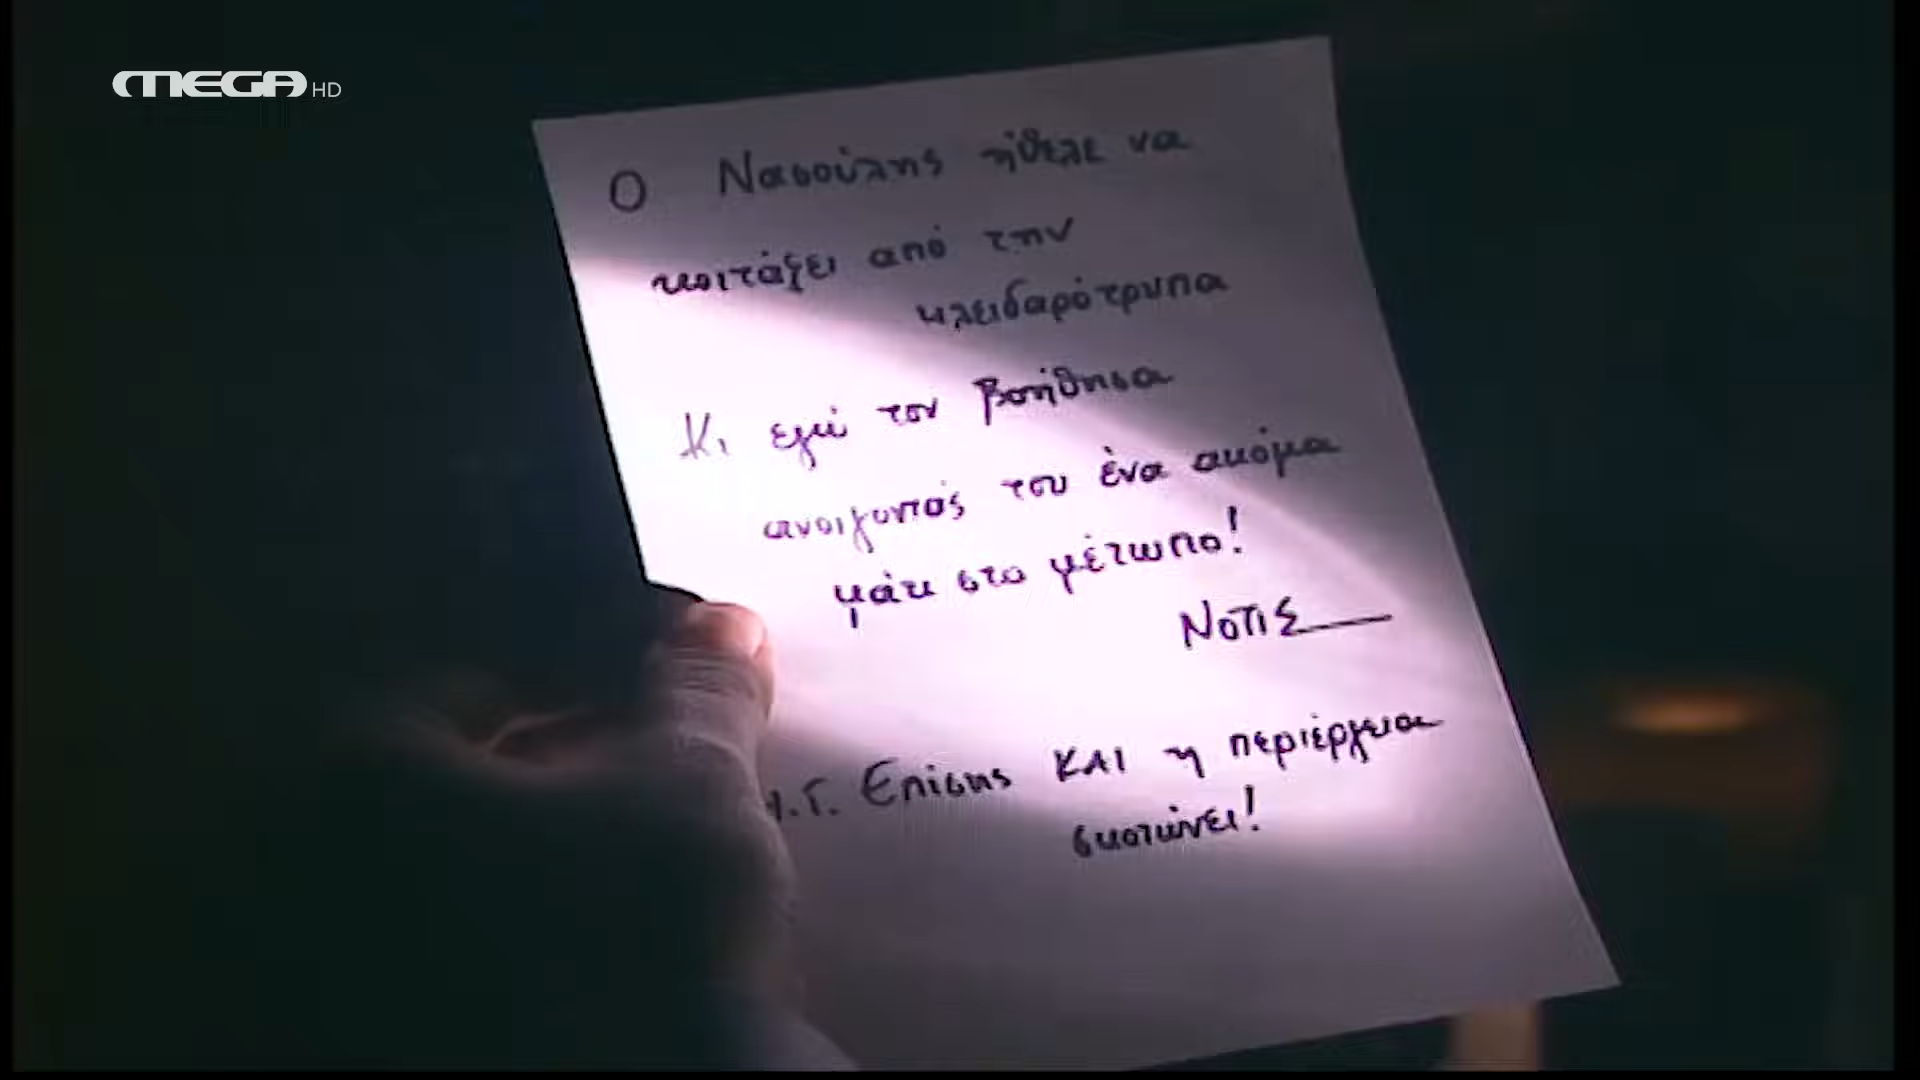 MEGA HD
Ο Νασούλης ήθελε να
κοιτάξει από την
κλειδαρότρυπα
Κι εγώ τον βοήθησα
ανοίγοντάς του ένα ακόμα
μάτι στο μέτωπο!
ΝΟΤΙΣ
Υ.Γ. Επίσης ΚΑΙ η περιέργεια
σκοτώνει!